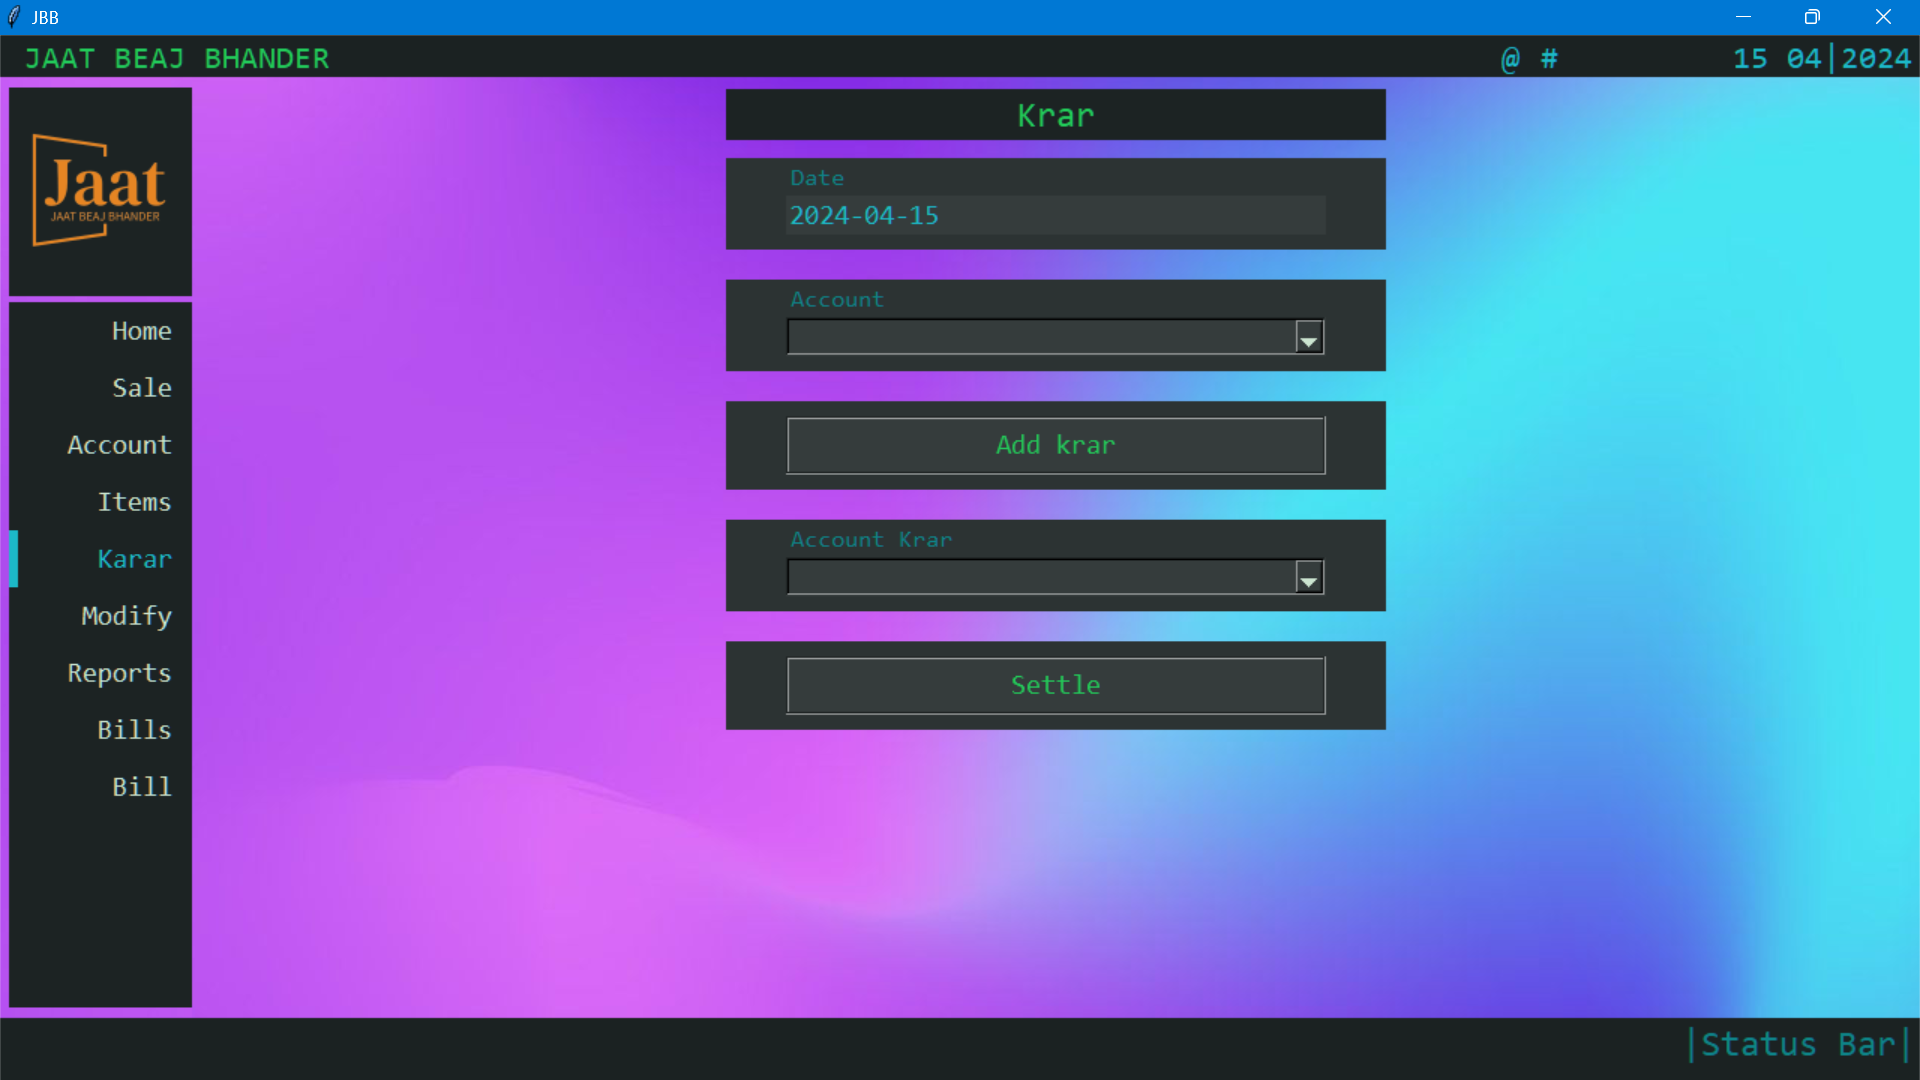 JBB
JAAT BEAJ BHANDER
@ # 15 04|2024
Jaat
JAAT BEAJ BHANDER
Home
Sale
Account
Items
Karar
Modify
Reports
Bills
Bill
Krar
Date
2024-04-15
Account
Add krar
Account Krar
Settle
|Status Bar|